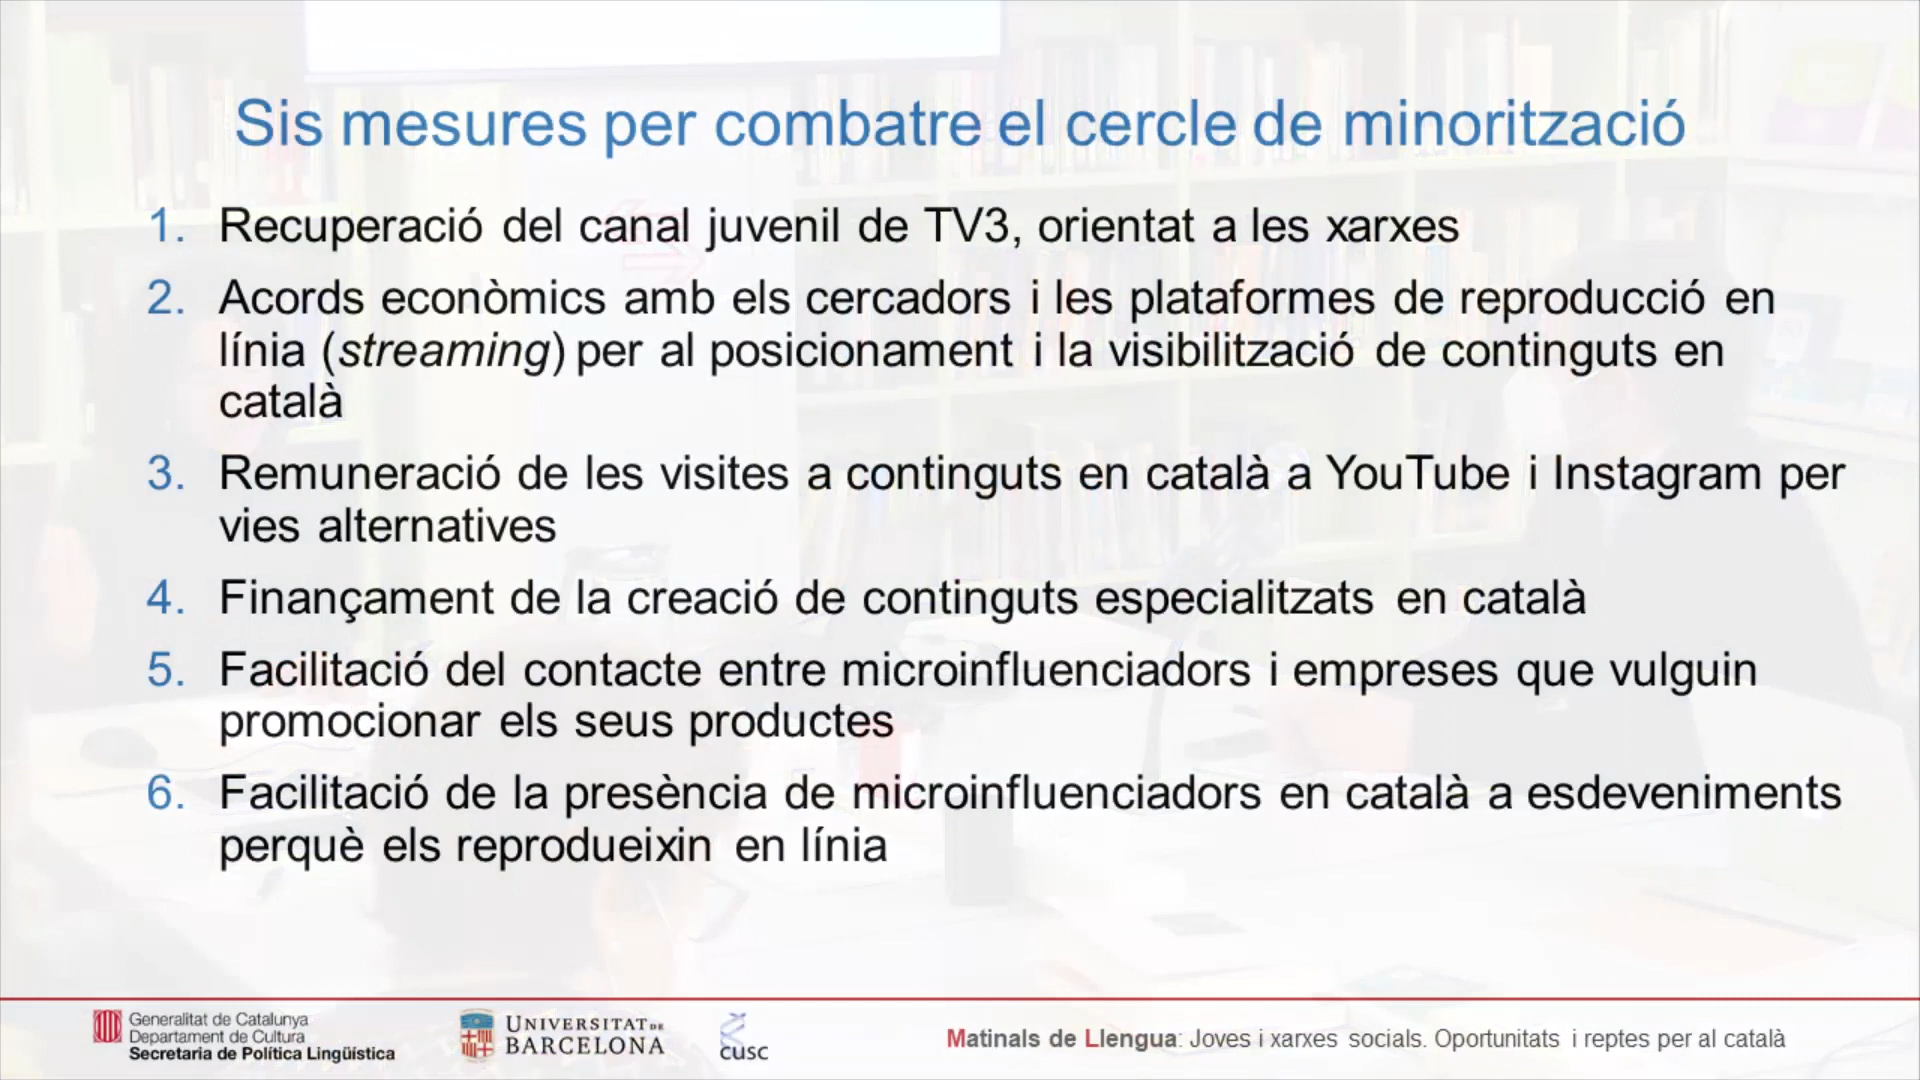 Sis mesures per combatre el cercle de minorització
1. Recuperació del canal juvenil de TV3, orientat a les xarxes
2. Acords econòmics amb els cercadors i les plataformes de reproducció en
línia (streaming) per al posicionament i la visibilització de continguts en
català
3. Remuneració de les visites a continguts en català a YouTube i Instagram per
vies alternatives
4. Finançament de la creació de continguts especialitzats en català
5. Facilitació del contacte entre microinfluenciadors i empreses que vulguin
promocionar els seus productes
6. Facilitació de la presència de microinfluenciadors en català a esdeveniments
perquè els reprodueixin en línia
Generalitat de Catalunya
Departament de Cultura
Secretaria de Política Lingüística
UNIVERSITAT DE
BARCELONA
CUSC
Matinals de Llengua: Joves i xarxes socials. Oportunitats i reptes per al català